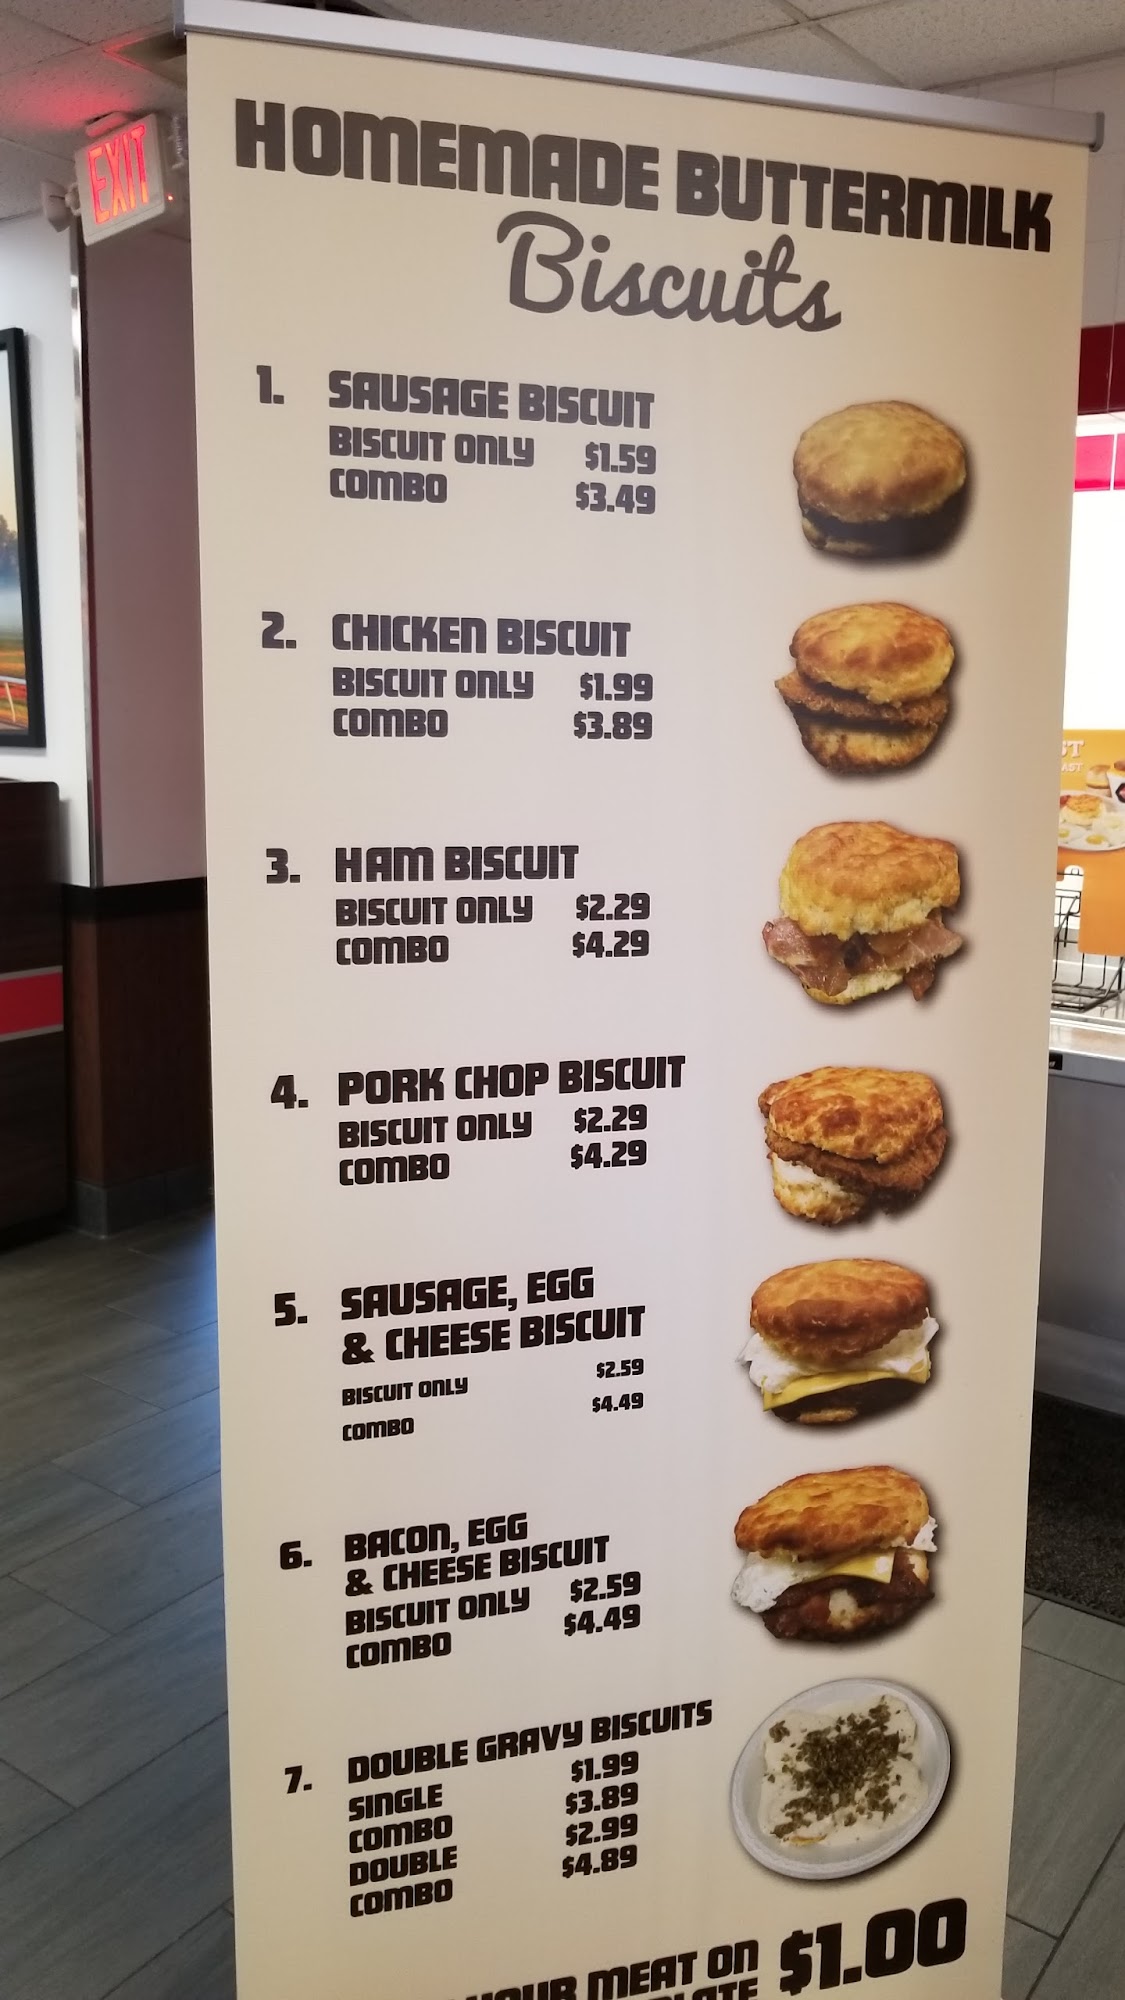 EXIT
HOMEMADE BUTTERMILK
Biscuits
1. SAUSAGE BISCUIT
BISCUIT ONLY $1.59
COMBO $3.49
2. CHICKEN BISCUIT
BISCUIT ONLY $1.99
COMBO $3.89
3. HAM BISCUIT
BISCUIT ONLY $2.29
COMBO $4.29
4. PORK CHOP BISCUIT
BISCUIT ONLY $2.29
COMBO $4.29
5. SAUSAGE, EGG
& CHEESE BISCUIT
BISCUIT ONLY $2.59
COMBO $4.49
6. BACON, EGG
& CHEESE BISCUIT
BISCUIT ONLY $2.59
COMBO $4.49
7. DOUBLE GRAVY BISCUITS
SINGLE $1.99
COMBO $3.89
DOUBLE $2.99
COMBO $4.89
MEAT ON $1.00